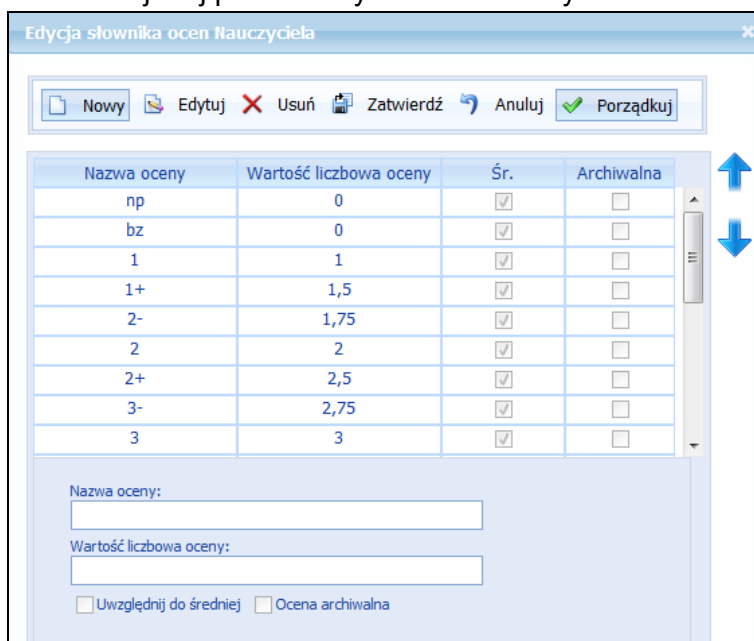 Edycja słownika ocen Nauczyciela
Nowy Edytuj Usuń Zatwierdź Anuluj Porządkuj
Nazwa oceny Wartość liczbowa oceny Śr. Archiwalna
np 0
bz 0
1 1
1+ 1,5
2- 1,75
2 2
2+ 2,5
3- 2,75
3 3
Nazwa oceny:
Wartość liczbowa oceny:
Uwzględnij do średniej Ocena archiwalna